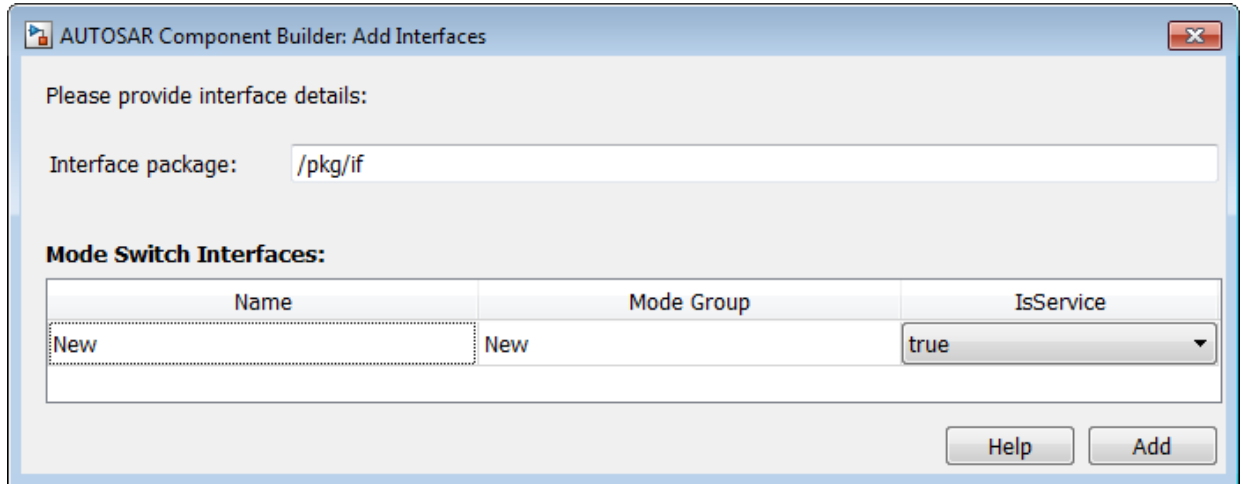 AUTOSAR Component Builder: Add Interfaces
Please provide interface details:
Interface package: /pkg/if
Mode Switch Interfaces:
Name Mode Group IsService
New New true
Help Add